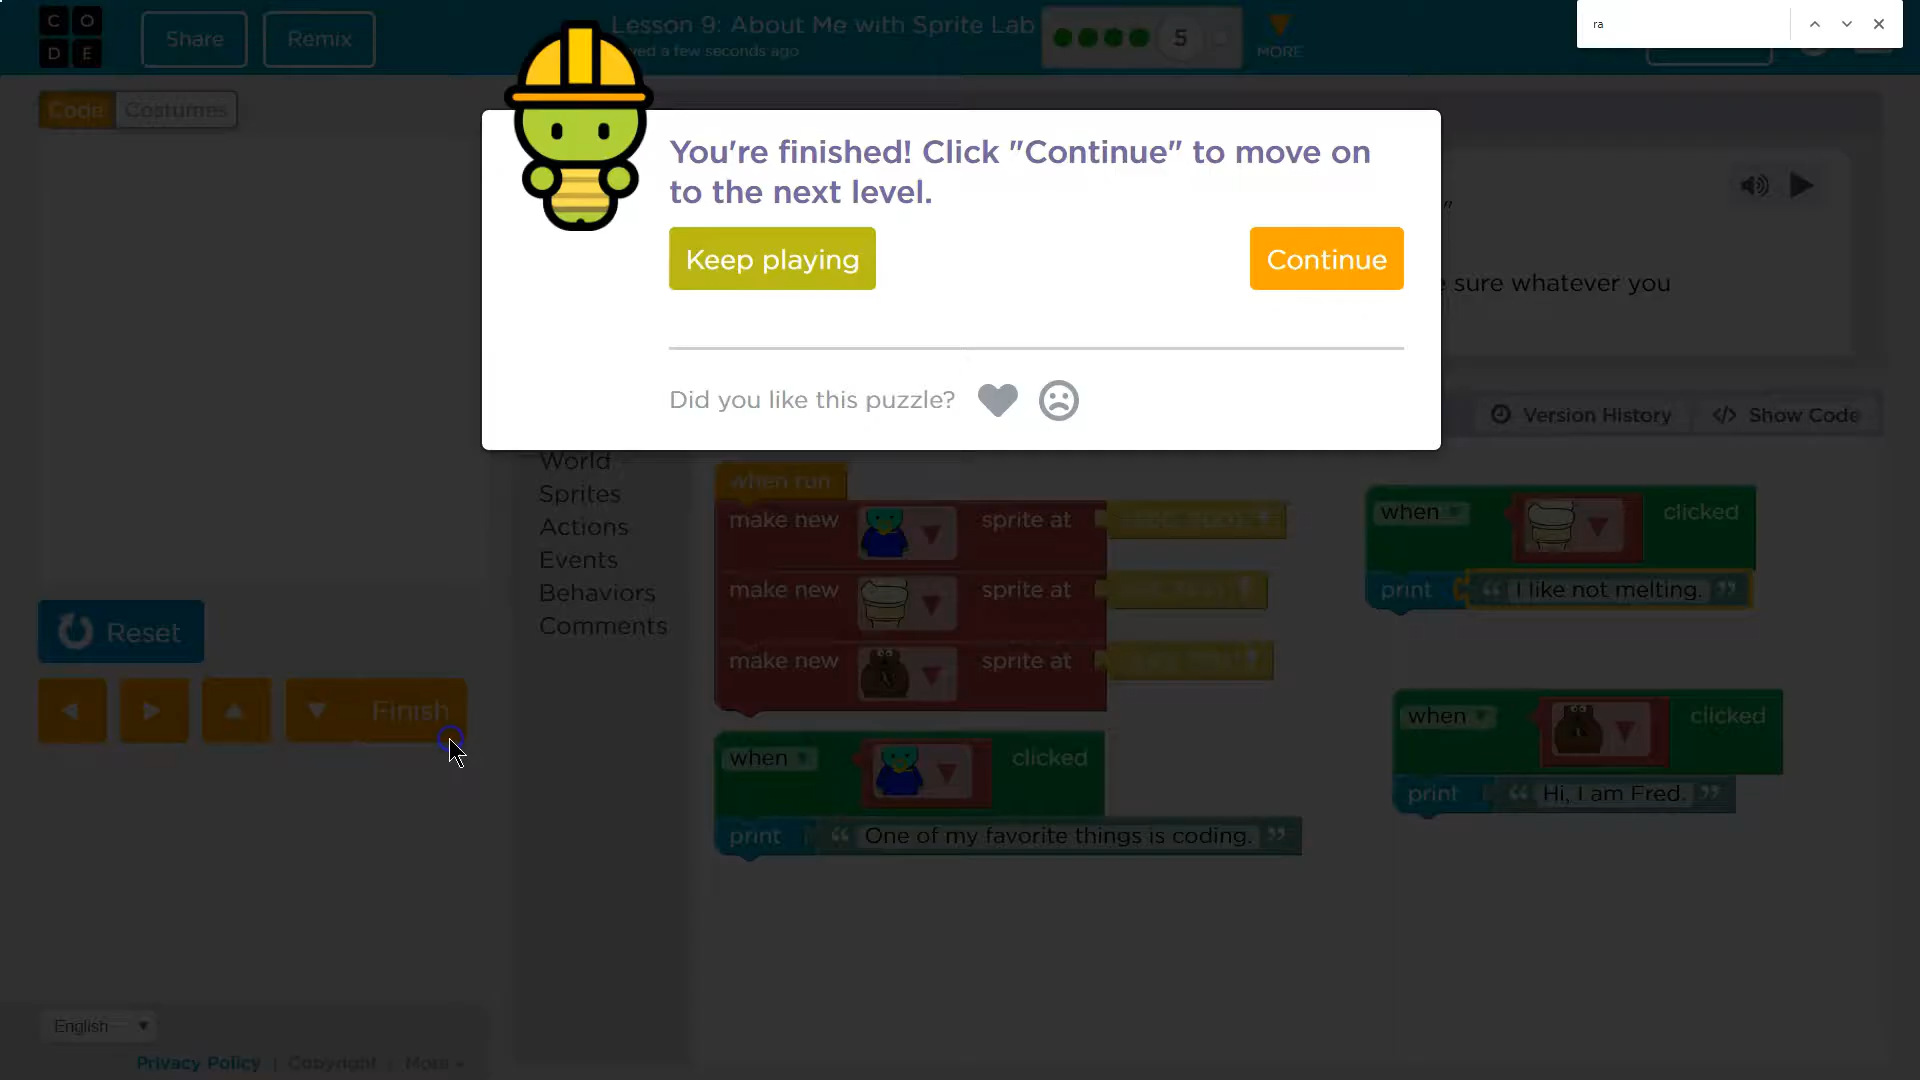 C O
D E
Share
Remix
Lesson 9: About Me with Sprite Lab
ved a few seconds ago
5
MORE
ra
Code
Costumes
You're finished! Click "Continue" to move on
to the next level.
Keep playing
Continue
Did you like this puzzle?
"
sure whatever you
Version History
Show Code
World
Sprites
Actions
Events
Behaviors
Comments
Reset
Finish
when run
make new sprite at
make new sprite at
make new sprite at
when clicked
print “ One of my favorite things is coding. ”
when clicked
print “ I like not melting. ”
when clicked
print “ Hi, I am Fred. ”
English
Privacy Policy | Copyright | More